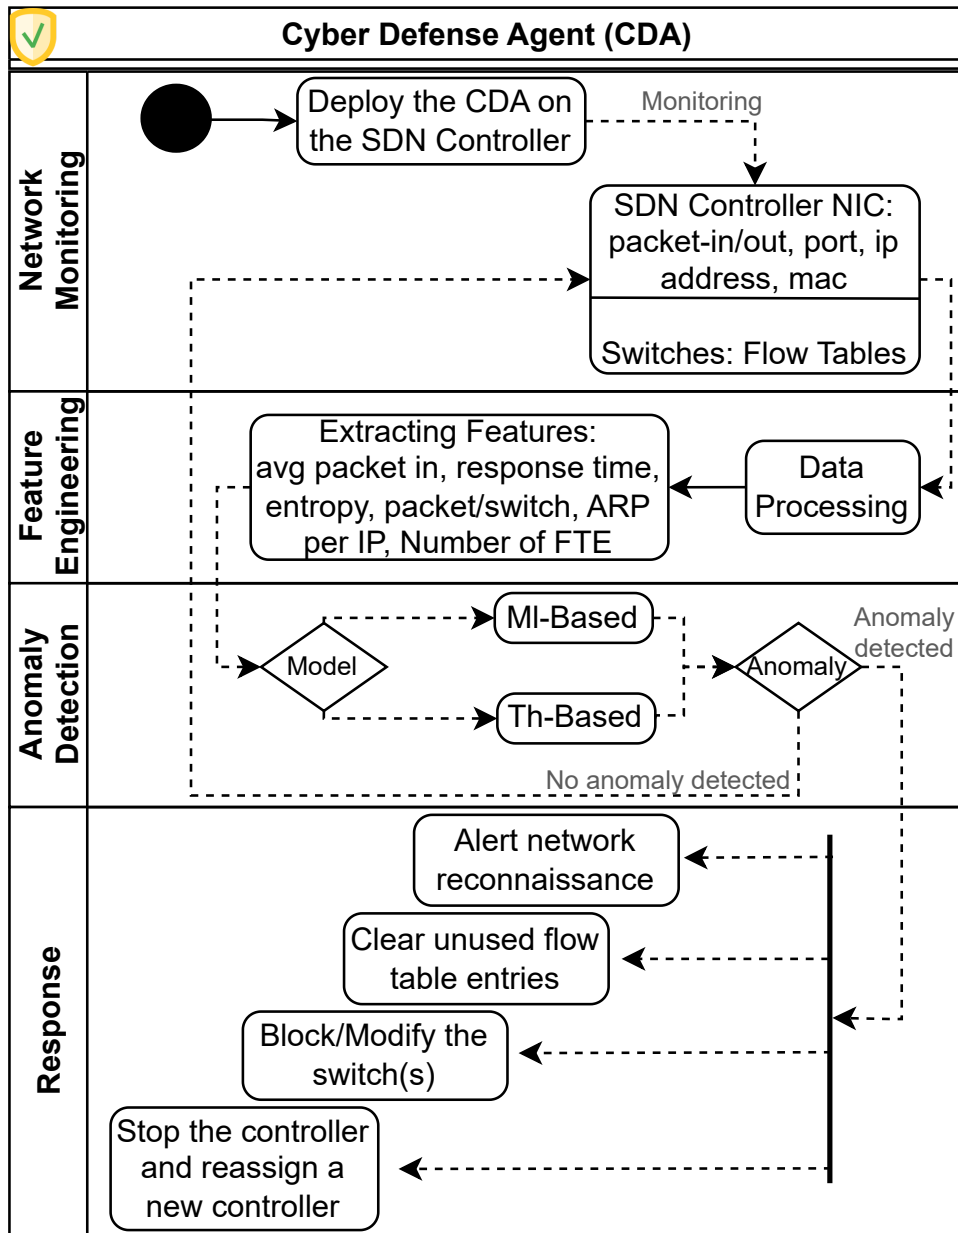 Cyber Defense Agent (CDA)
Network
Monitoring
Deploy the CDA on
the SDN Controller
Monitoring
SDN Controller NIC:
packet-in/out, port, ip
address, mac
Switches: Flow Tables
Feature
Engineering
Extracting Features:
avg packet in, response time,
entropy, packet/switch, ARP
per IP, Number of FTE
Data
Processing
Anomaly
Detection
Model
Ml-Based
Th-Based
Anomaly
Anomaly
detected
No anomaly detected
Response
Alert network
reconnaissance
Clear unused flow
table entries
Block/Modify the
switch(s)
Stop the controller
and reassign a
new controller